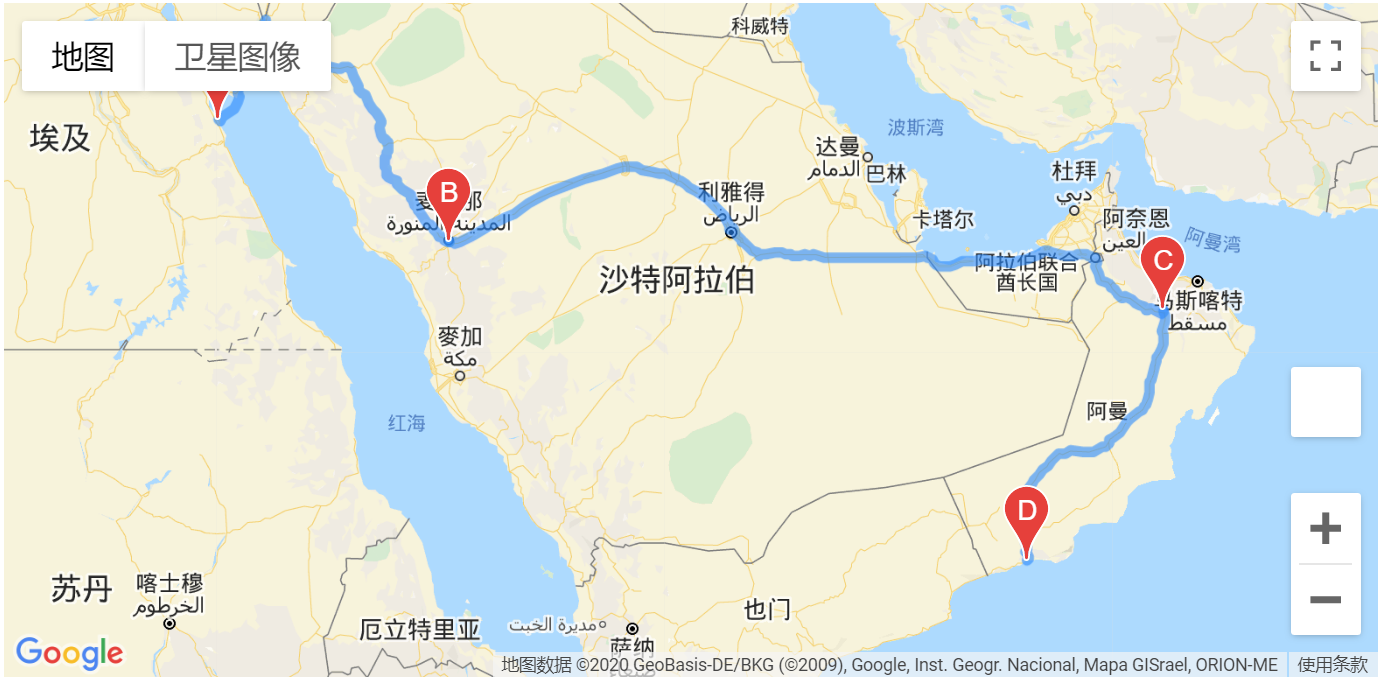 地图
卫星图像
科威特
埃及
波斯湾
达曼
الدمام
巴林
杜拜
دبي
B
利雅得
الرياض
المدينة المنورة
卡塔尔
阿奈恩
العين
阿曼湾
C
阿拉伯联合
酋长国
沙特阿拉伯
马斯喀特
مسقط
麥加
مكة
红海
阿曼
D
苏丹
喀士穆
الخرطوم
厄立特里亚
مديرة الخبت
也门
萨纳
Google
地图数据 ©2020 GeoBasis-DE/BKG (©2009), Google, Inst. Geogr. Nacional, Mapa GISrael, ORION-ME
使用条款